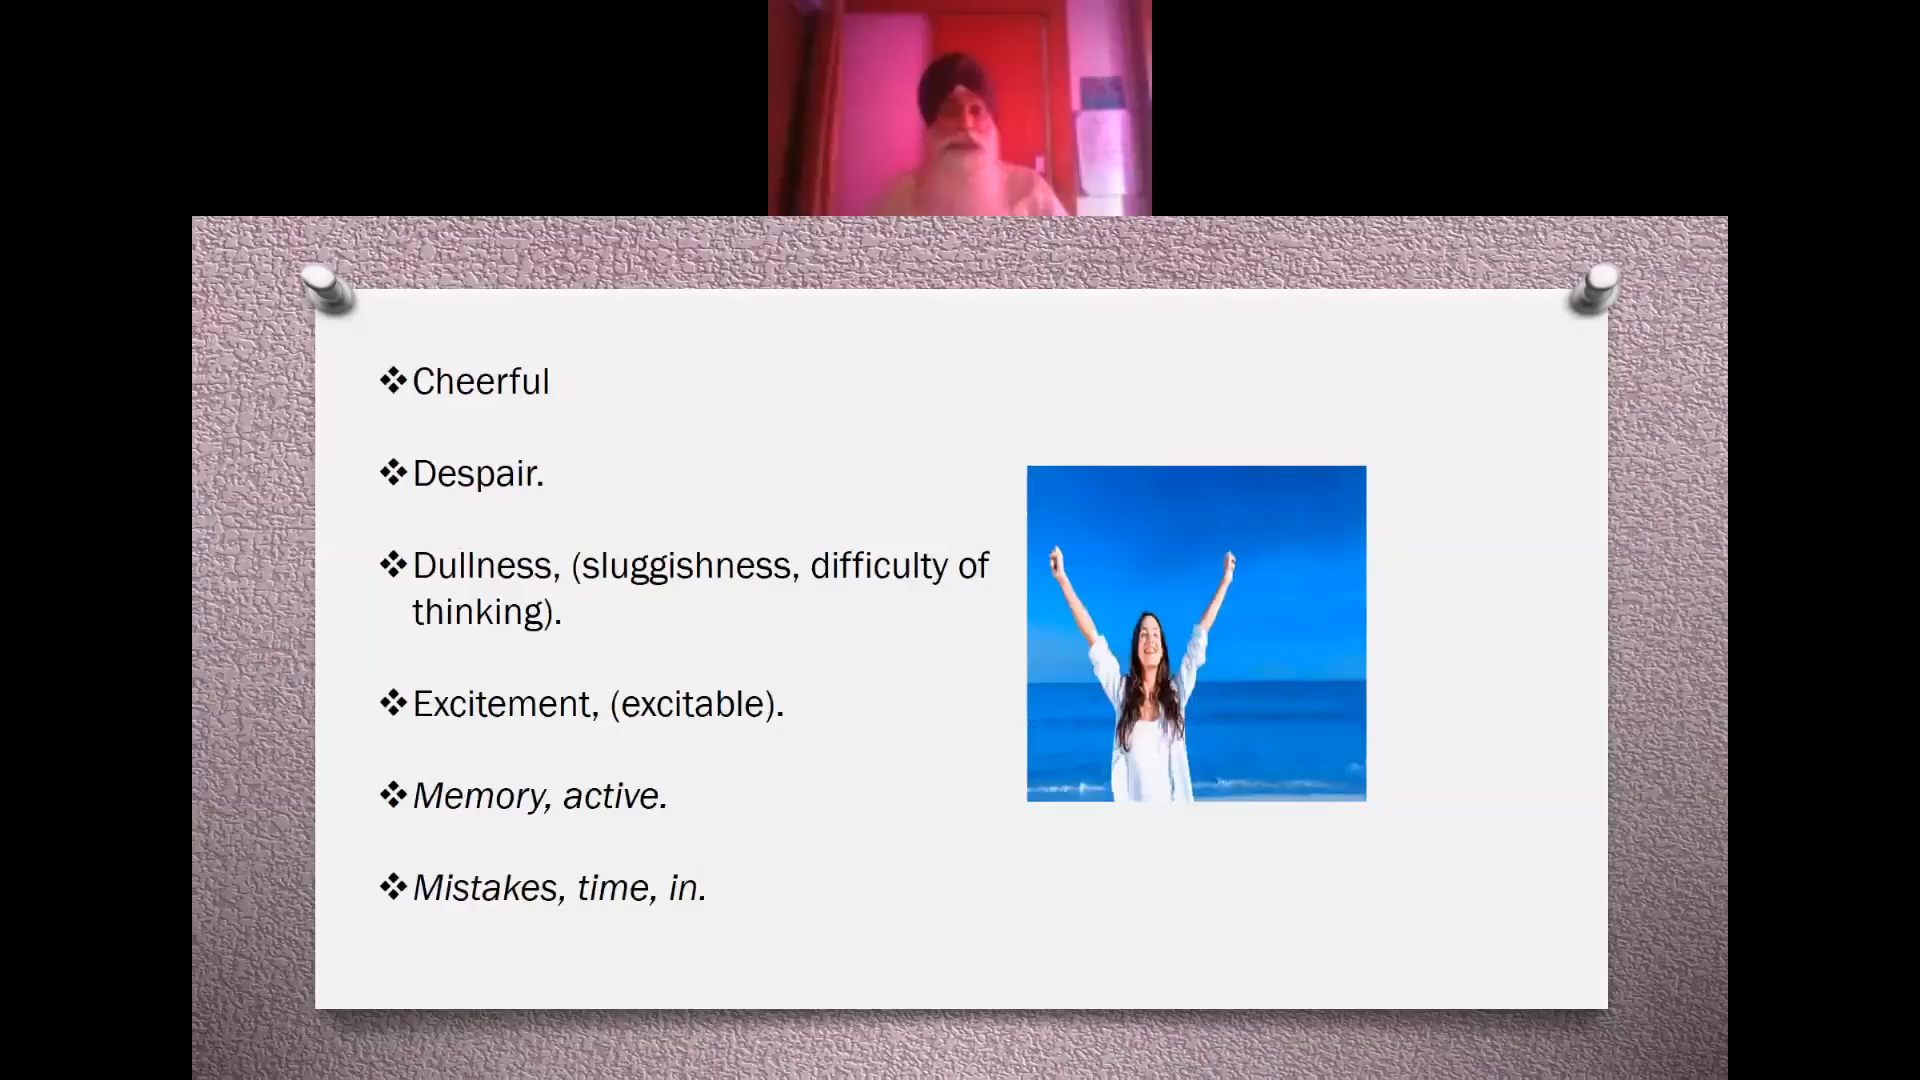 ❖Cheerful
❖Despair.
❖Dullness, (sluggishness, difficulty of
thinking).
❖Excitement, (excitable).
❖Memory, active.
❖Mistakes, time, in.